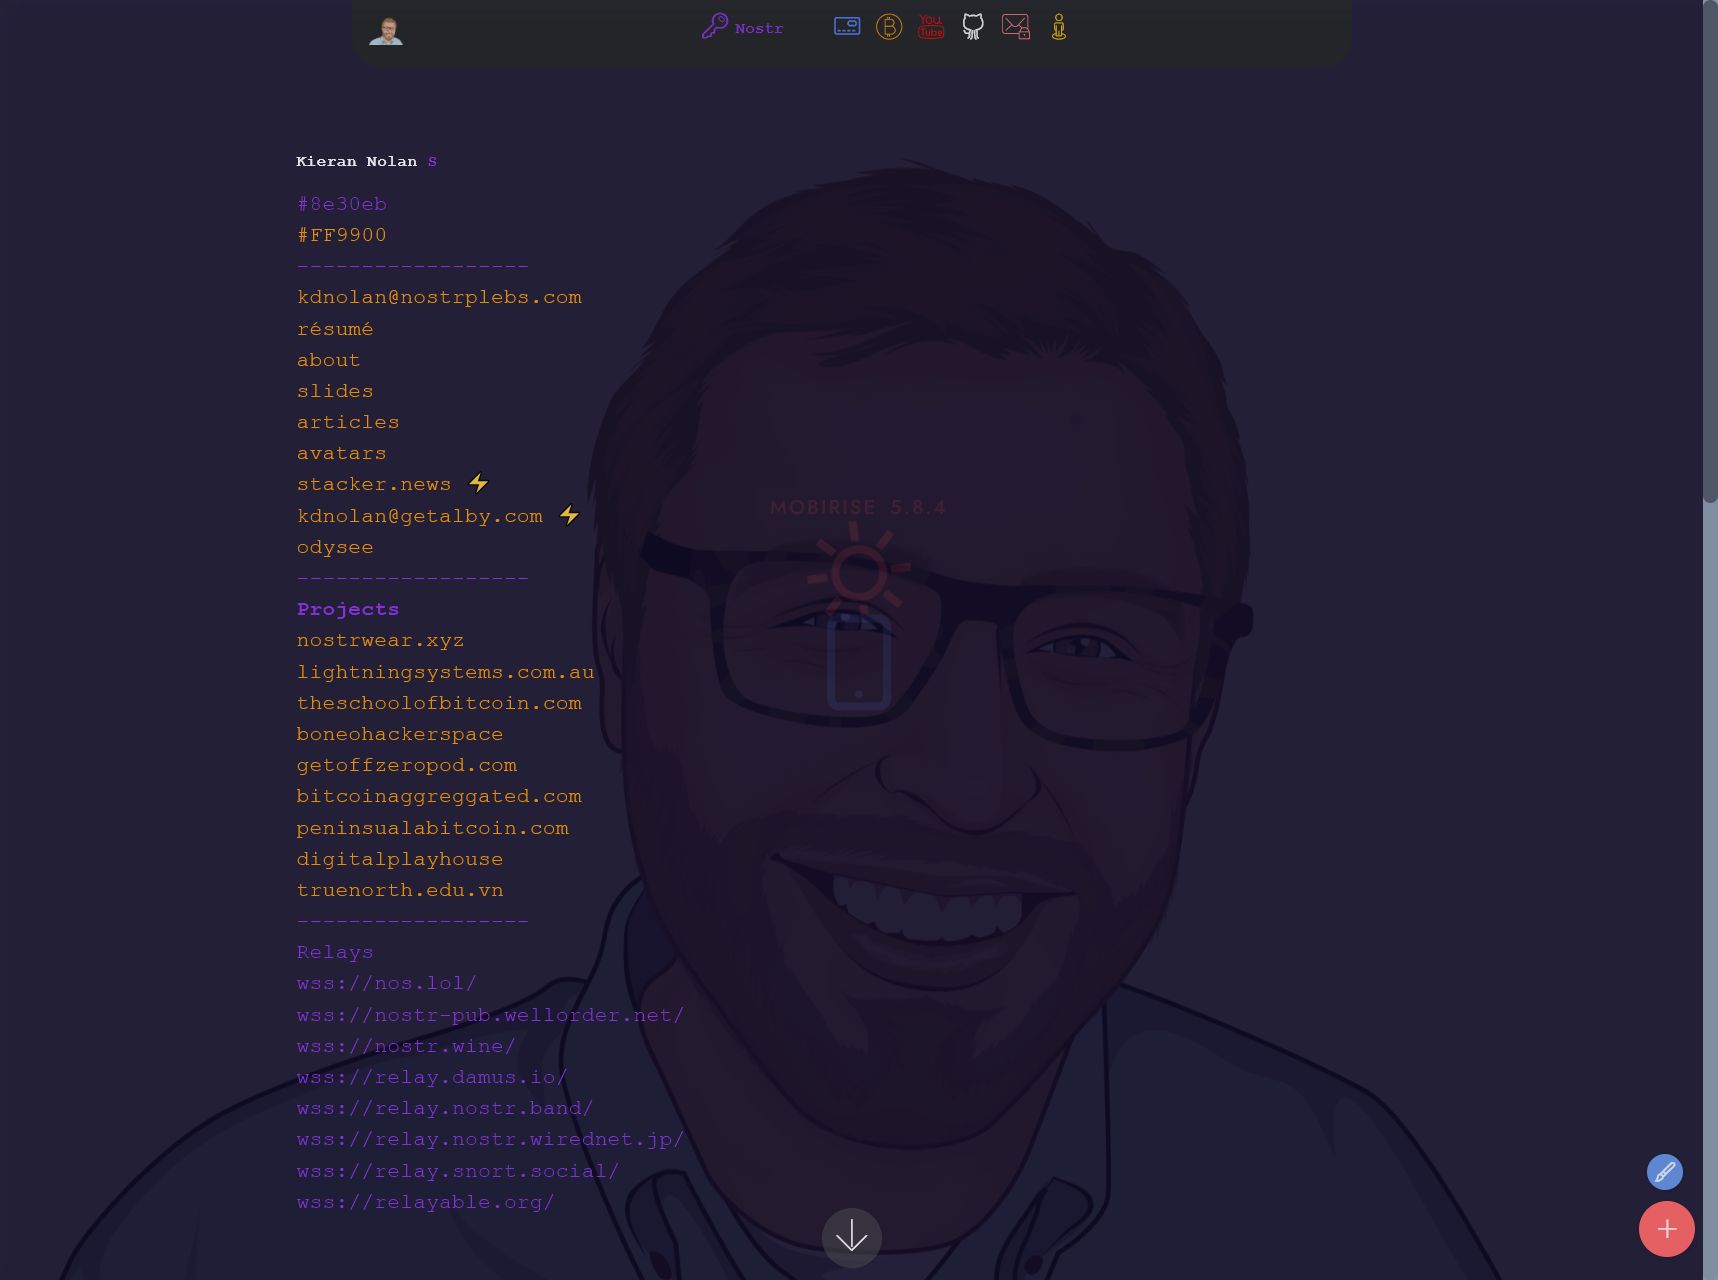 Nostr
You
Tube
Kieran Nolan S
#8e30eb
#FF9900
------------------
kdnolan@nostrplebs.com
résumé
about
slides
articles
avatars
stacker.news ⚡
kdnolan@getalby.com ⚡
odysee
------------------
Projects
nostrwear.xyz
lightningsystems.com.au
theschoolofbitcoin.com
boneohackerspace
getoffzeropod.com
bitcoinaggreggated.com
peninsualabitcoin.com
digitalplayhouse
truenorth.edu.vn
------------------
Relays
wss://nos.lol/
wss://nostr-pub.wellorder.net/
wss://nostr.wine/
wss://relay.damus.io/
wss://relay.nostr.band/
wss://relay.nostr.wirednet.jp/
wss://relay.snort.social/
wss://relayable.org/
MOBIRISE 5.8.4